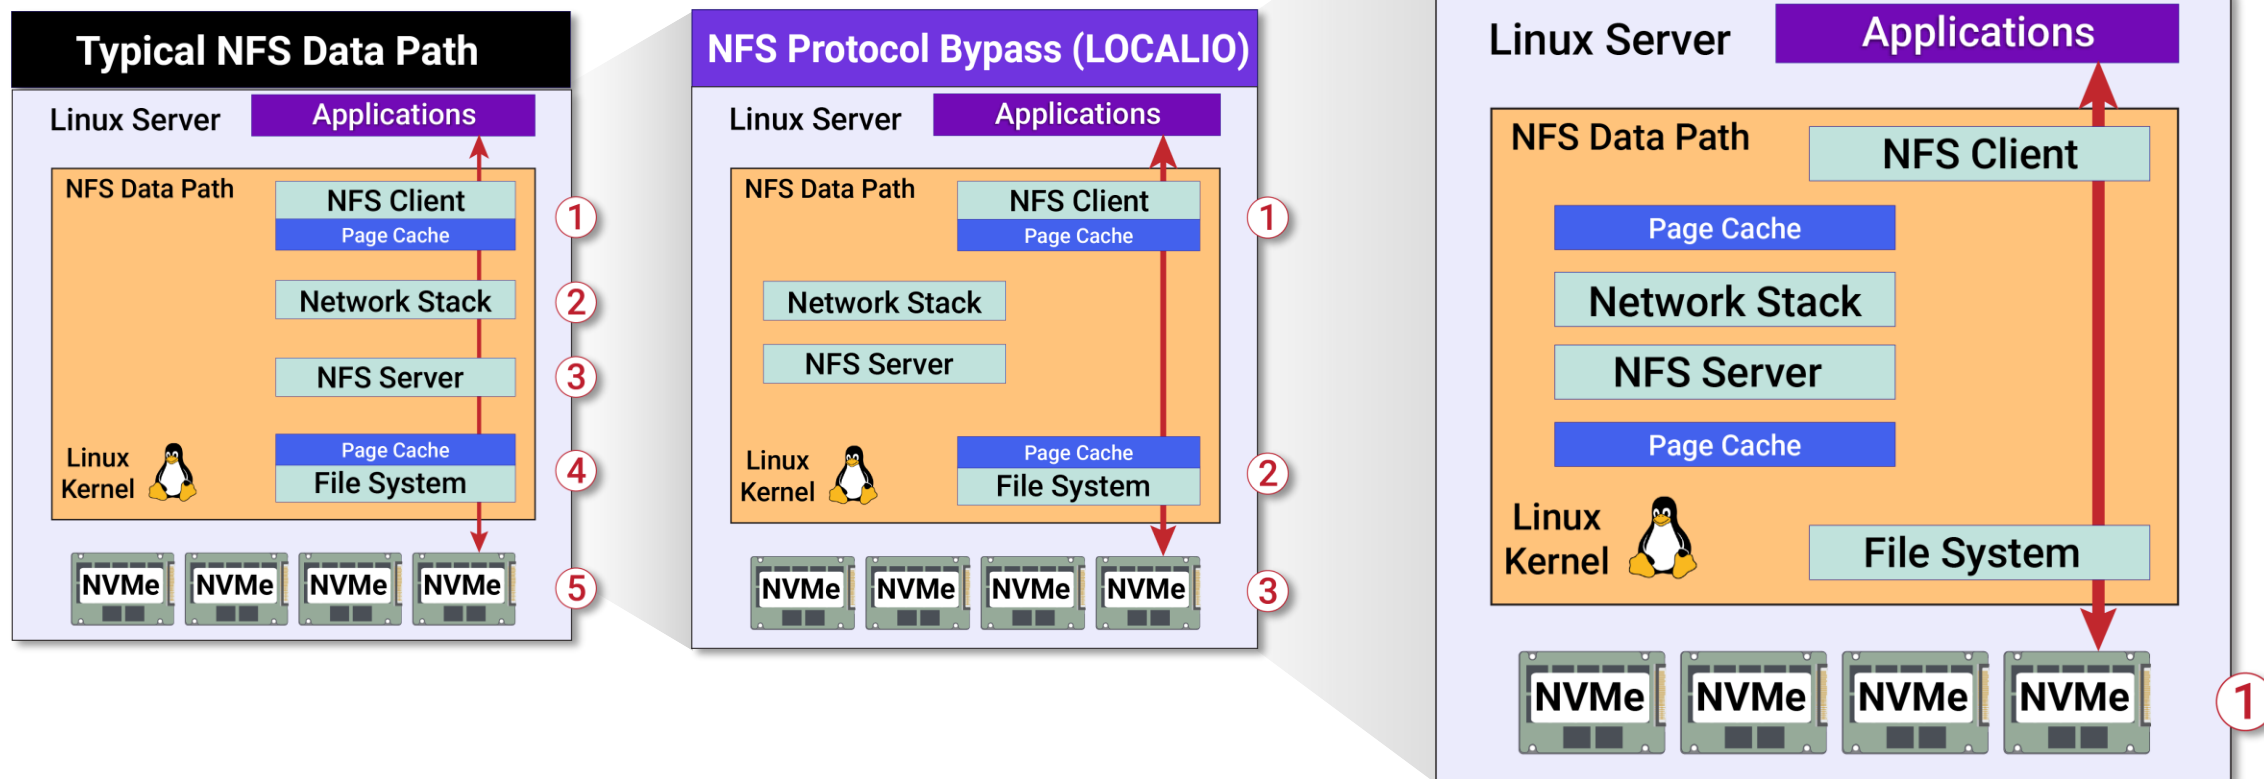 Typical NFS Data Path
Linux Server
Applications
NFS Data Path
NFS Client
Page Cache
1
Network Stack
2
NFS Server
3
Page Cache
File System
4
Linux
Kernel
NVMe
NVMe
NVMe
NVMe
5
NFS Protocol Bypass (LOCALIO)
Linux Server
Applications
NFS Data Path
NFS Client
Page Cache
1
Network Stack
NFS Server
Page Cache
File System
2
Linux
Kernel
NVMe
NVMe
NVMe
NVMe
3
Linux Server
Applications
NFS Data Path
NFS Client
Page Cache
Network Stack
NFS Server
Page Cache
Linux
Kernel
File System
NVMe
NVMe
NVMe
NVMe
1